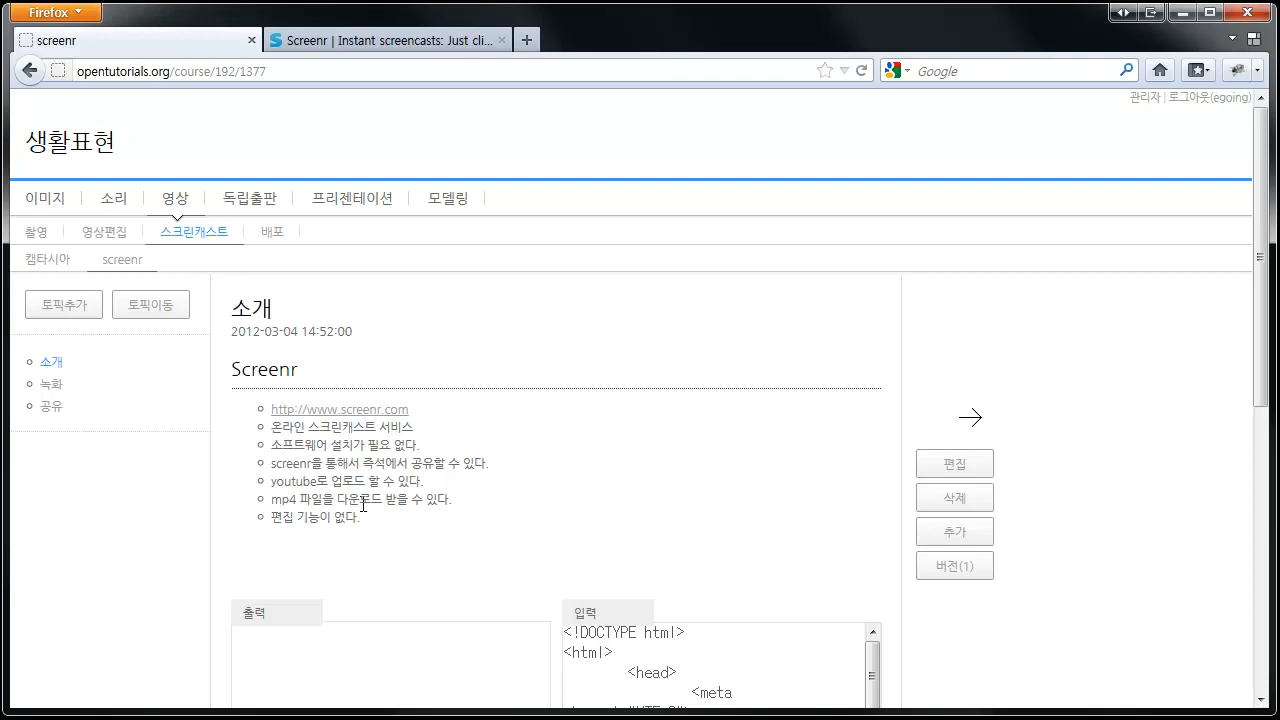 Firefox
screenr
Screenr | Instant screencasts: Just cli...
opentutorials.org/course/192/1377
Google
관리자 | 로그아웃(egoing)
생활표현
이미지 소리 영상 독립출판 프리젠테이션 모델링
촬영 영상편집 스크린캐스트 배포
캠타시아 screenr
토픽추가 토픽이동
소개
녹화
공유
소개
2012-03-04 14:52:00
Screenr
http://www.screenr.com
온라인 스크린캐스트 서비스
소프트웨어 설치가 필요 없다.
screenr을 통해서 즉석에서 공유할 수 있다.
youtube로 업로드 할 수 있다.
mp4 파일을 다운로드 받을 수 있다.
편집 기능이 없다.
편집
삭제
추가
버전(1)
출력
입력
<!DOCTYPE html>
<html>
<head>
<meta